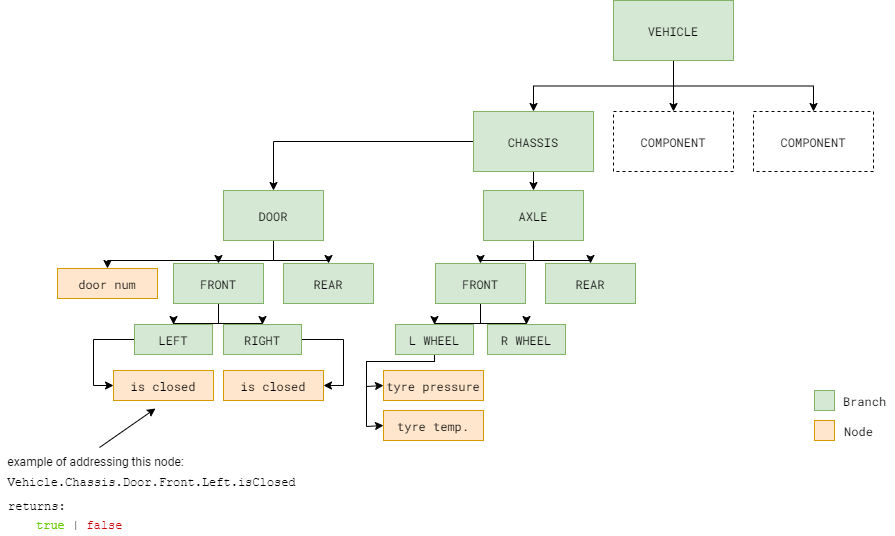 VEHICLE
CHASSIS
COMPONENT
COMPONENT
DOOR
AXLE
door num
FRONT
REAR
FRONT
REAR
LEFT
RIGHT
L WHEEL
R WHEEL
is closed
is closed
tyre pressure
tyre temp.
Branch
Node
example of addressing this node:
Vehicle.Chassis.Door.Front.Left.isClosed
returns:
true | false